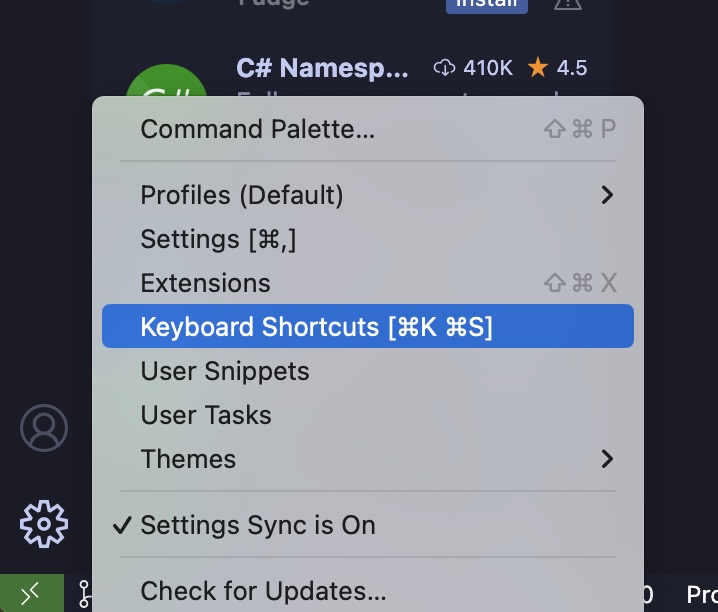 Fudge
Install
C# Namesp... 410K 4.5
Command Palette... ⇧⌘P
Profiles (Default)
Settings [⌘,]
Extensions ⇧⌘X
Keyboard Shortcuts [⌘K ⌘S]
User Snippets
User Tasks
Themes
✓ Settings Sync is On
Check for Updates...
0 Pro